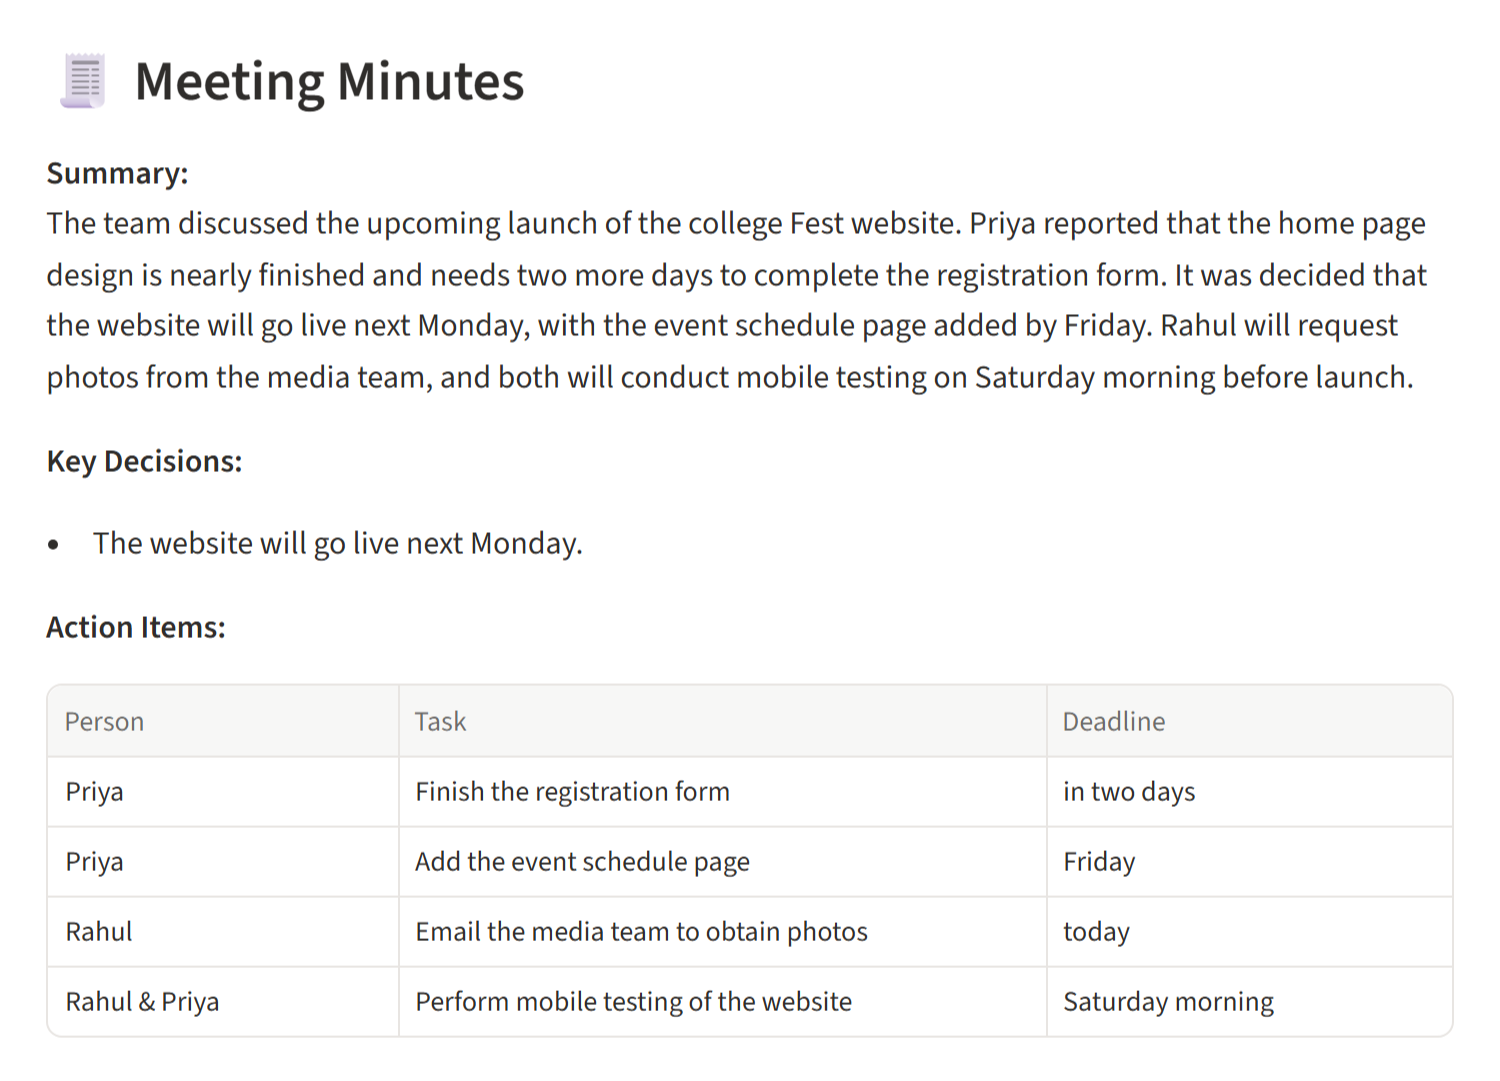 Meeting Minutes
Summary:
The team discussed the upcoming launch of the college Fest website. Priya reported that the home page
design is nearly finished and needs two more days to complete the registration form. It was decided that
the website will go live next Monday, with the event schedule page added by Friday. Rahul will request
photos from the media team, and both will conduct mobile testing on Saturday morning before launch.
Key Decisions:
• The website will go live next Monday.
Action Items:
Person Task Deadline
Priya Finish the registration form in two days
Priya Add the event schedule page Friday
Rahul Email the media team to obtain photos today
Rahul & Priya Perform mobile testing of the website Saturday morning